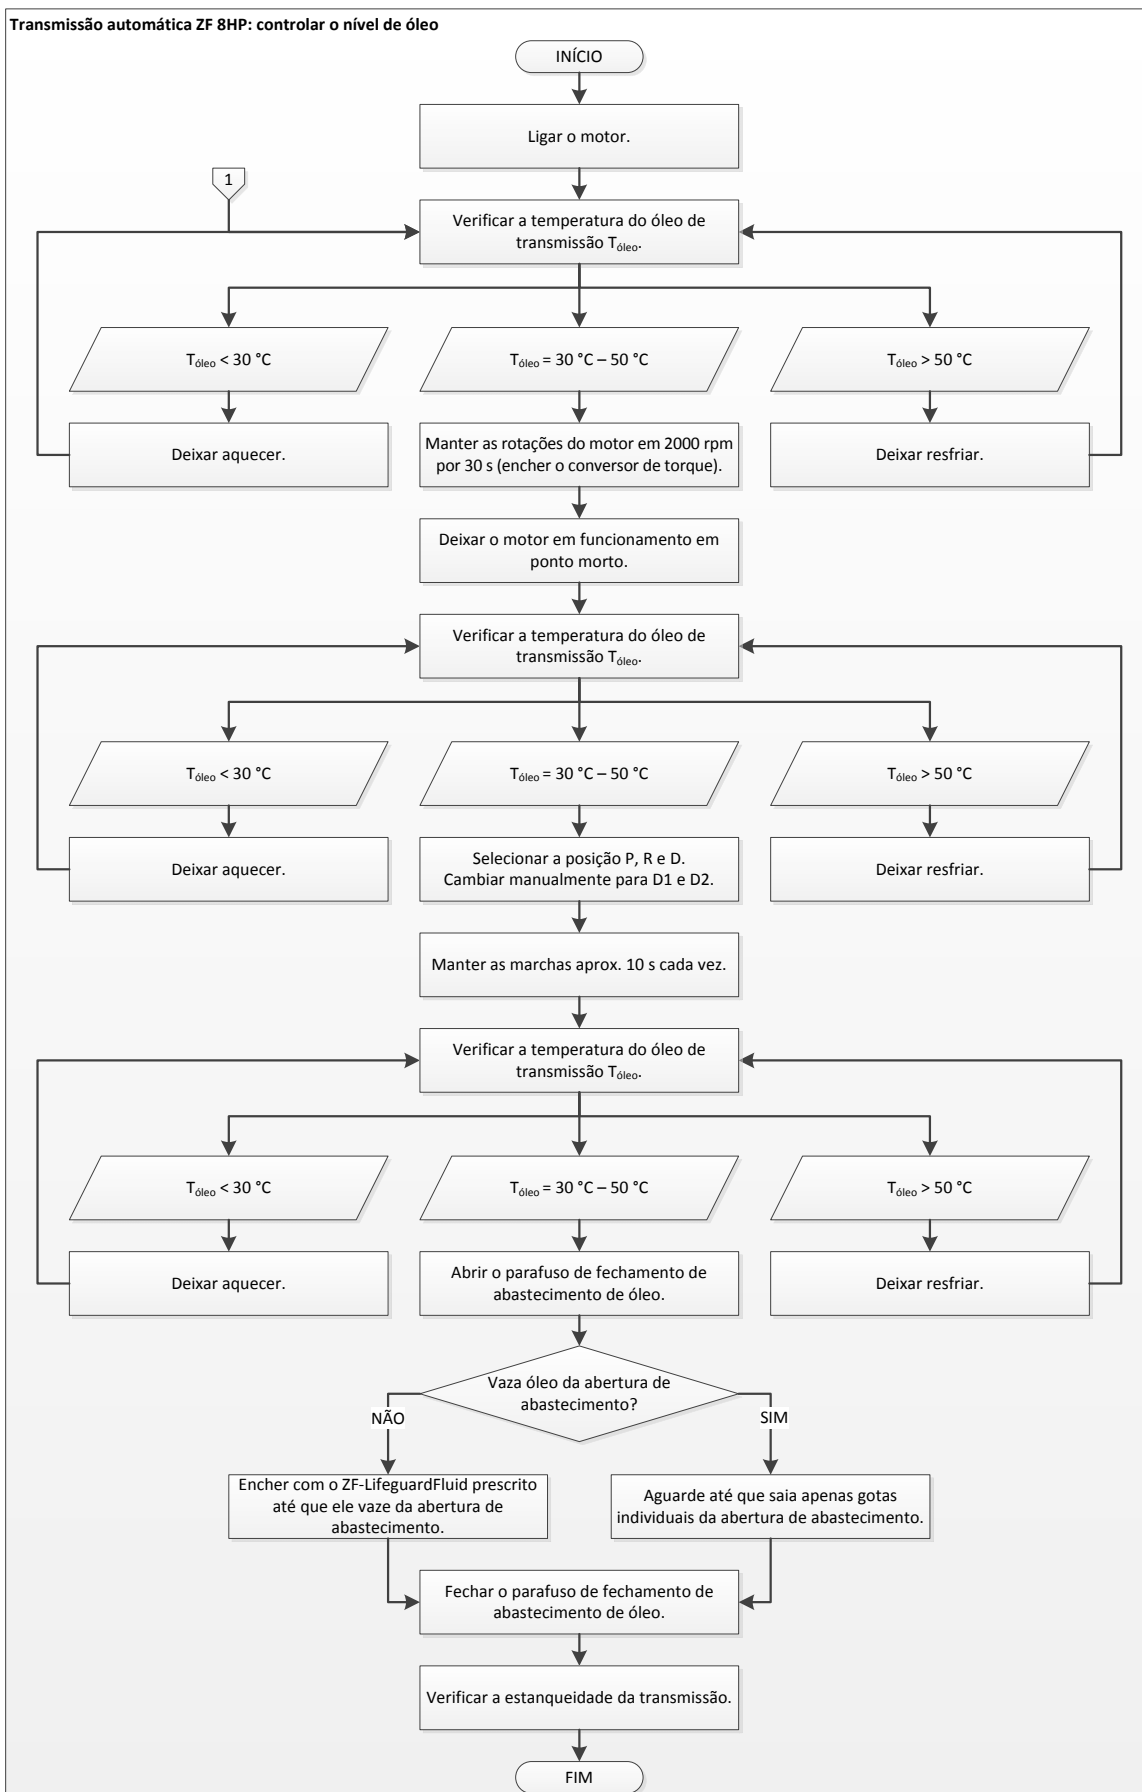 Transmissão automática ZF 8HP: controlar o nível de óleo
INÍCIO
Ligar o motor.
1
Verificar a temperatura do óleo de
transmissão Tóleo.
Tóleo < 30 °C
Tóleo = 30 °C – 50 °C
Tóleo > 50 °C
Deixar aquecer.
Manter as rotações do motor em 2000 rpm
por 30 s (encher o conversor de torque).
Deixar resfriar.
Deixar o motor em funcionamento em
ponto morto.
Verificar a temperatura do óleo de
transmissão Tóleo.
Tóleo < 30 °C
Tóleo = 30 °C – 50 °C
Tóleo > 50 °C
Deixar aquecer.
Selecionar a posição P, R e D.
Cambiar manualmente para D1 e D2.
Deixar resfriar.
Manter as marchas aprox. 10 s cada vez.
Verificar a temperatura do óleo de
transmissão Tóleo.
Tóleo < 30 °C
Tóleo = 30 °C – 50 °C
Tóleo > 50 °C
Deixar aquecer.
Abrir o parafuso de fechamento de
abastecimento de óleo.
Deixar resfriar.
Vaza óleo da abertura de
abastecimento?
NÃO
SIM
Encher com o ZF-LifeguardFluid prescrito
até que ele vaze da abertura de
abastecimento.
Aguarde até que saia apenas gotas
individuais da abertura de abastecimento.
Fechar o parafuso de fechamento de
abastecimento de óleo.
Verificar a estanqueidade da transmissão.
FIM